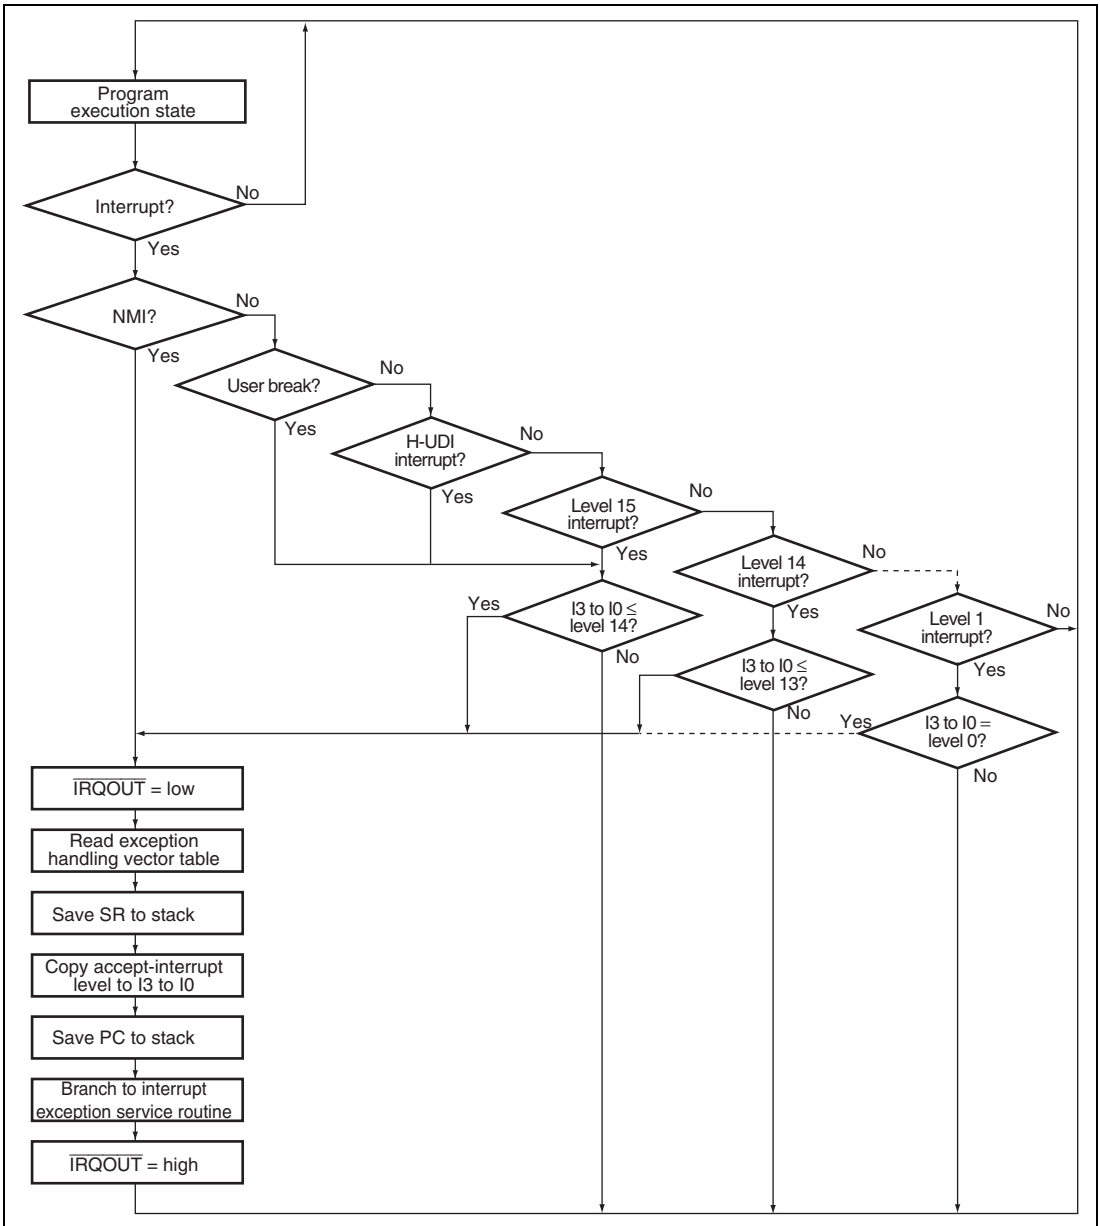 Program
execution state
Interrupt?
No
Yes
NMI?
No
Yes
User break?
No
Yes
H-UDI
interrupt?
No
Yes
Level 15
interrupt?
No
Yes
Level 14
interrupt?
No
Yes
Level 1
interrupt?
No
Yes
I3 to I0 ≤
level 14?
Yes
No
I3 to I0 ≤
level 13?
No
Yes
I3 to I0 =
level 0?
No
IRQOUT = low
Read exception
handling vector table
Save SR to stack
Copy accept-interrupt
level to I3 to I0
Save PC to stack
Branch to interrupt
exception service routine
IRQOUT = high